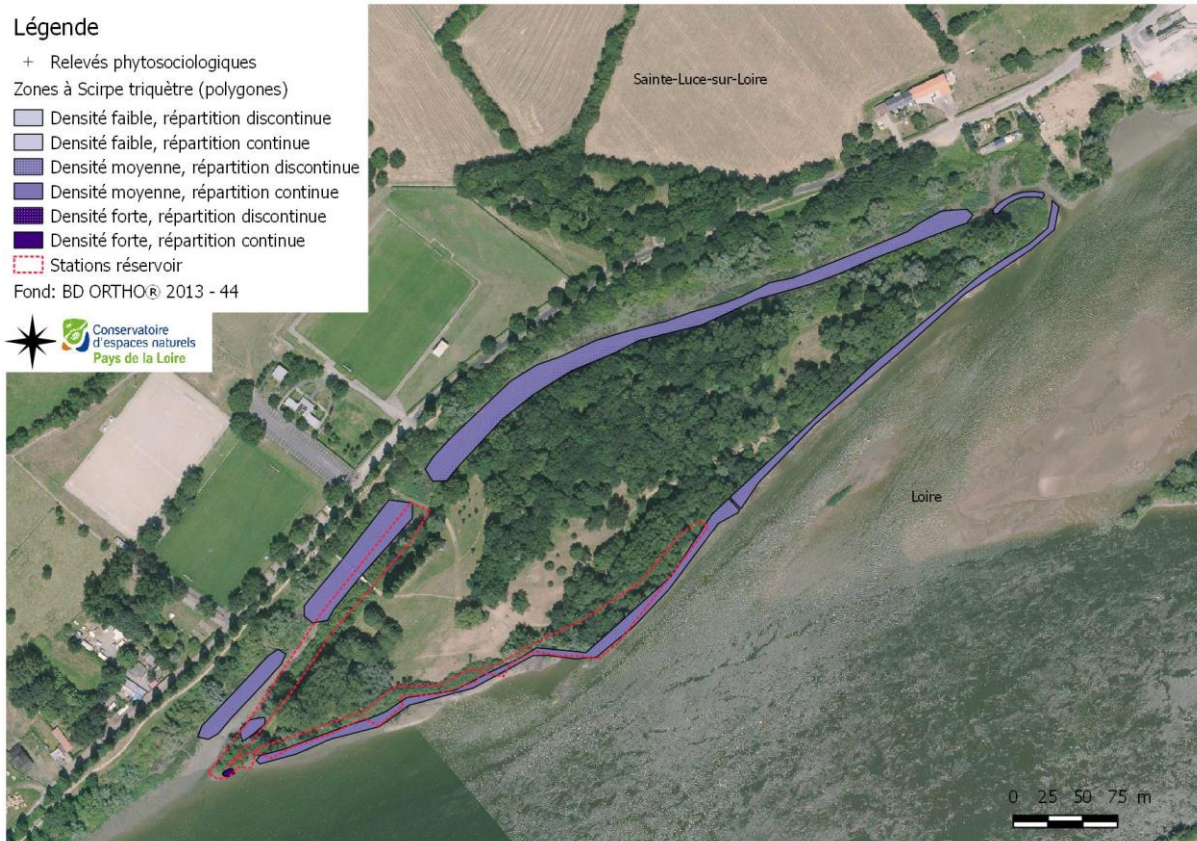 Légende
+ Relevés phytosociologiques
Zones à Scirpe triquètre (polygones)
Densité faible, répartition discontinue
Densité faible, répartition continue
Densité moyenne, répartition discontinue
Densité moyenne, répartition continue
Densité forte, répartition discontinue
Densité forte, répartition continue
Stations réservoir
Fond: BD ORTHO® 2013 - 44
Conservatoire
d'espaces naturels
Pays de la Loire
Sainte-Luce-sur-Loire
Loire
0 25 50 75 m